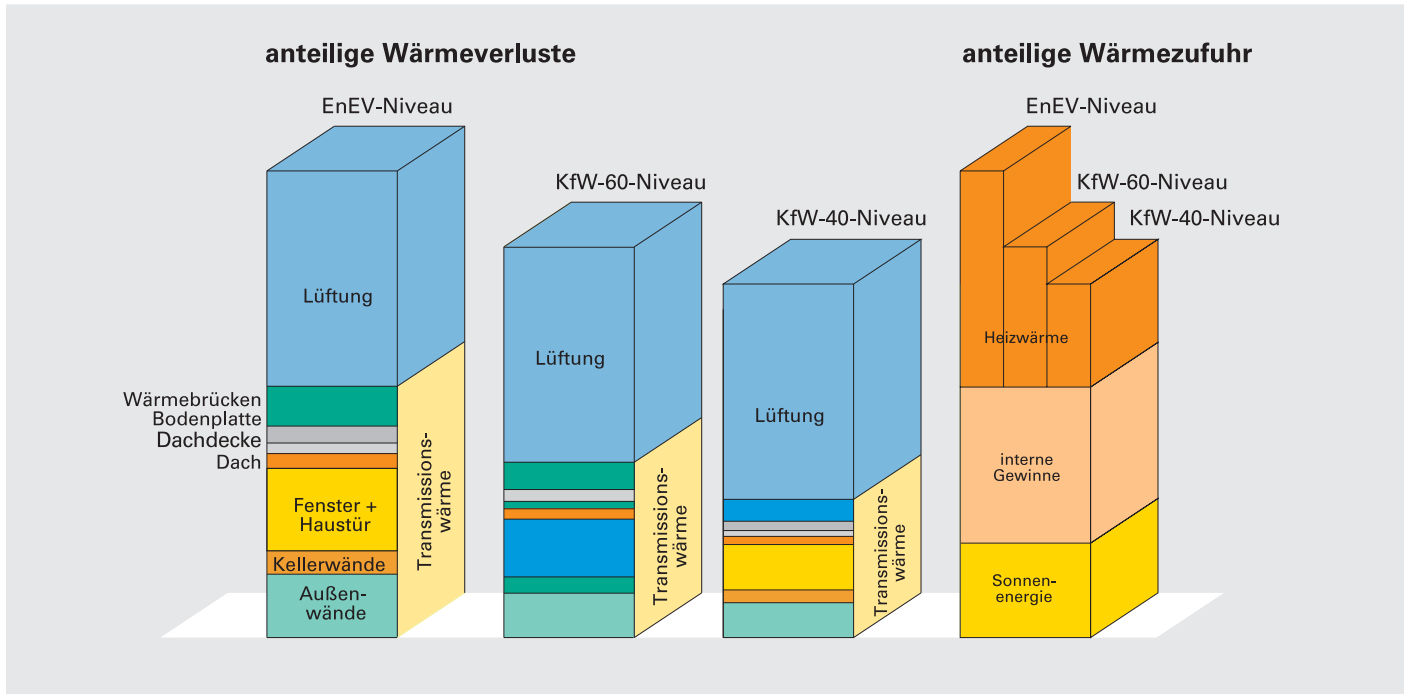 anteilige Wärmeverluste
anteilige Wärmezufuhr
EnEV-Niveau
KfW-60-Niveau
KfW-40-Niveau
EnEV-Niveau
KfW-60-Niveau
KfW-40-Niveau
Lüftung
Wärmebrücken
Bodenplatte
Dachdecke
Dach
Fenster +
Haustür
Kellerwände
Außen-
wände
Transmissions-
wärme
Lüftung
Transmissions-
wärme
Lüftung
Transmissions-
wärme
Heizwärme
interne
Gewinne
Sonnen-
energie